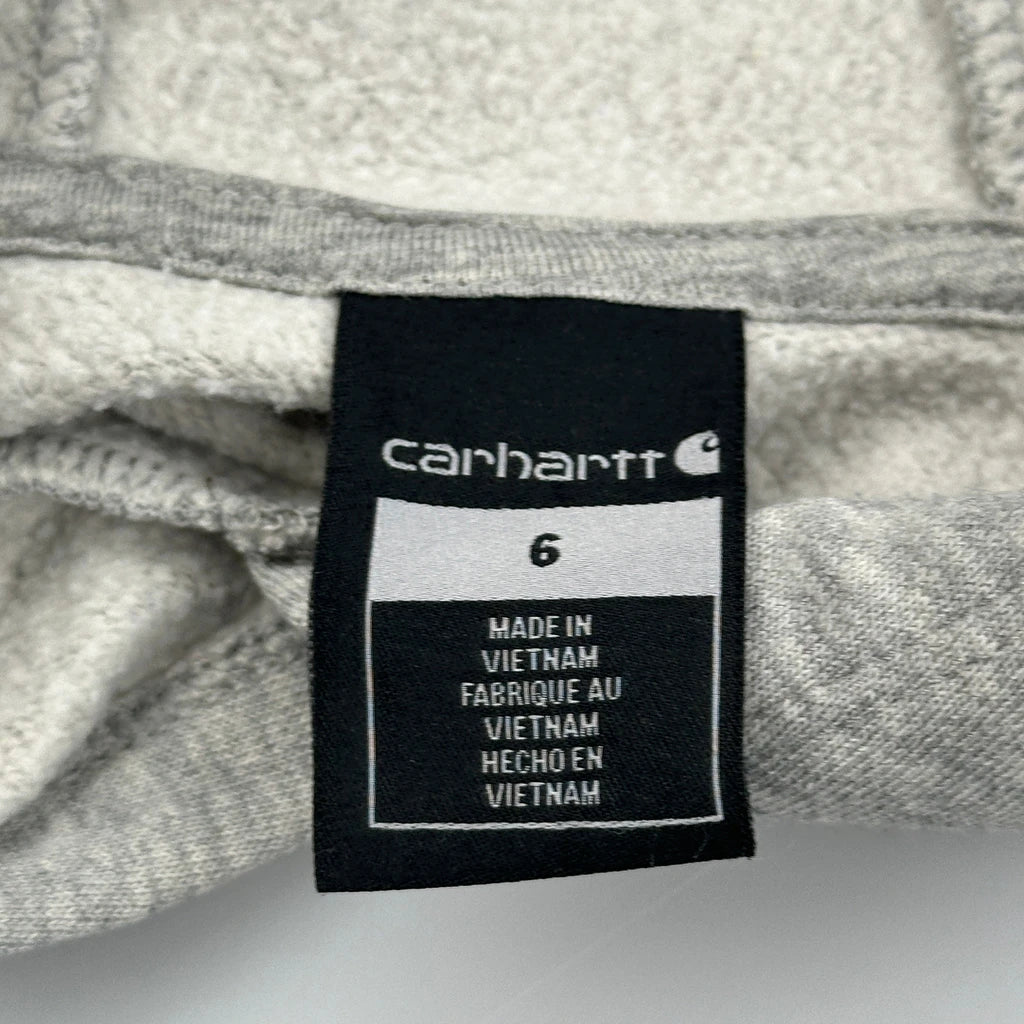 carhartt
6
MADE IN
VIETNAM
FABRIQUE AU
VIETNAM
HECHO EN
VIETNAM